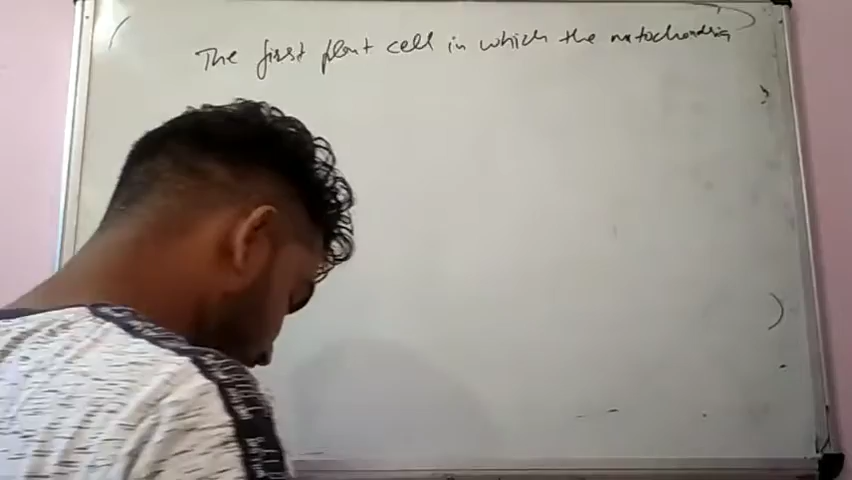 The first plant cell in which the mitochondria